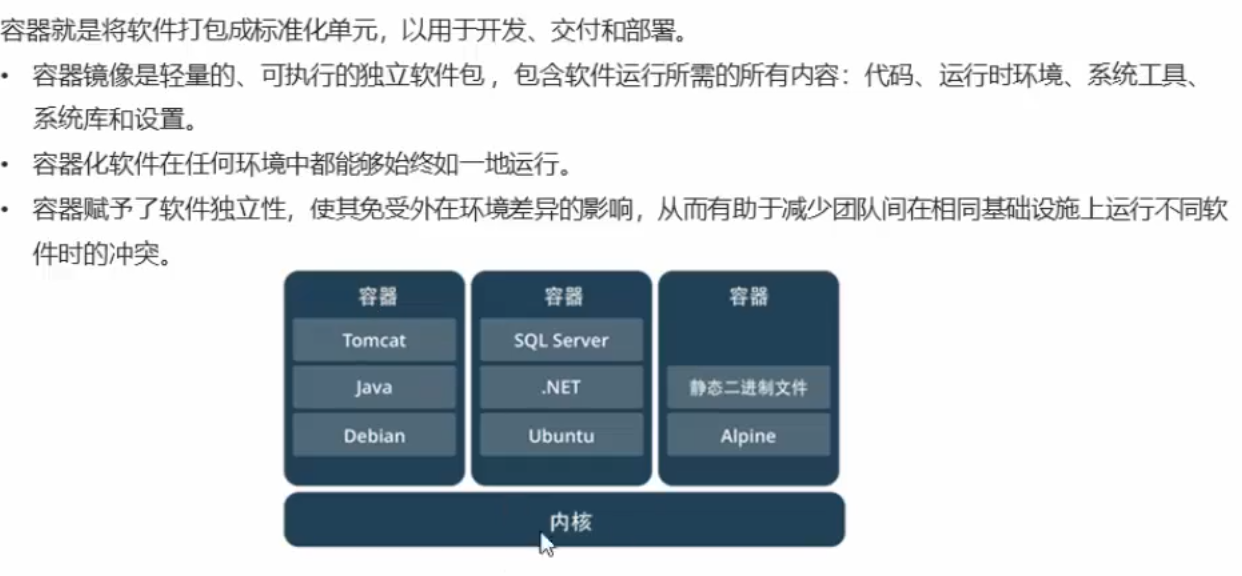 容器就是将软件打包成标准化单元，以用于开发、交付和部署。
• 容器镜像是轻量的、可执行的独立软件包 ，包含软件运行所需的所有内容：代码、运行时环境、系统工具、
系统库和设置。
• 容器化软件在任何环境中都能够始终如一地运行。
• 容器赋予了软件独立性，使其免受外在环境差异的影响，从而有助于减少团队间在相同基础设施上运行不同软
件时的冲突。
容器
Tomcat
Java
Debian
容器
SQL Server
.NET
Ubuntu
容器
静态二进制文件
Alpine
内核